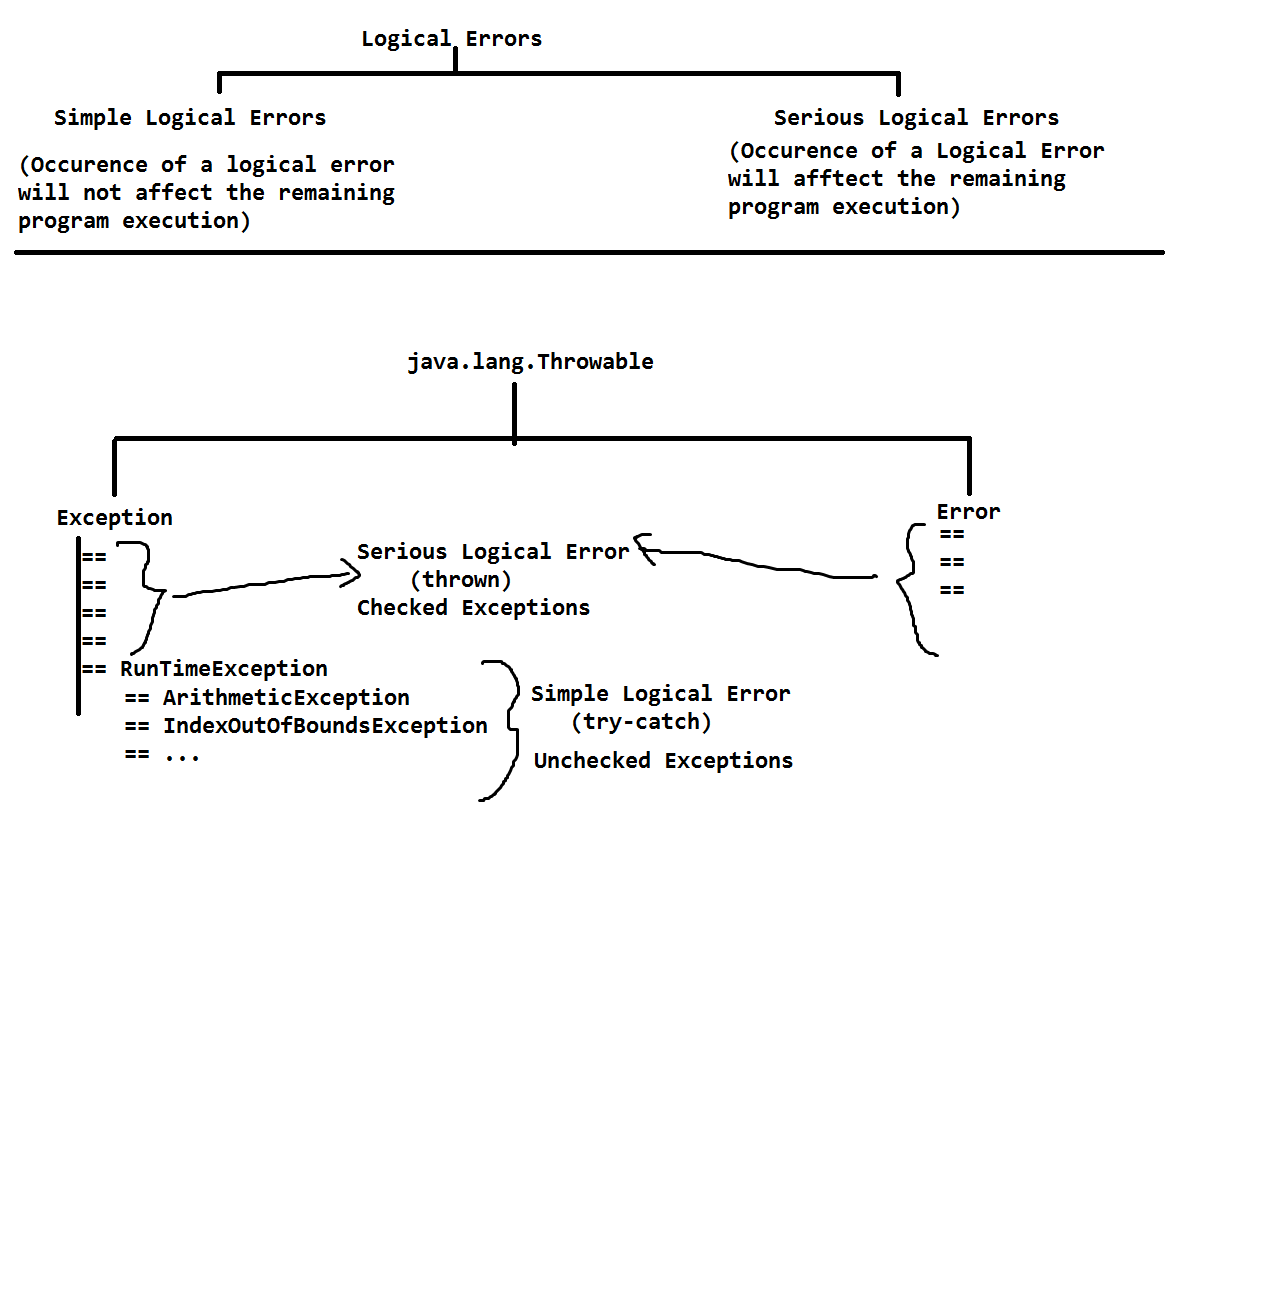 Logical Errors
Simple Logical Errors
Serious Logical Errors
(Occurence of a logical error
will not affect the remaining
program execution)
(Occurence of a Logical Error
will afftect the remaining
program execution)
java.lang.Throwable
Exception
Error
==
==
==
==
==
==
==
Serious Logical Error
(thrown)
Checked Exceptions
== RunTimeException
== ArithmeticException
== IndexOutOfBoundsException
== ...
Simple Logical Error
(try-catch)
Unchecked Exceptions